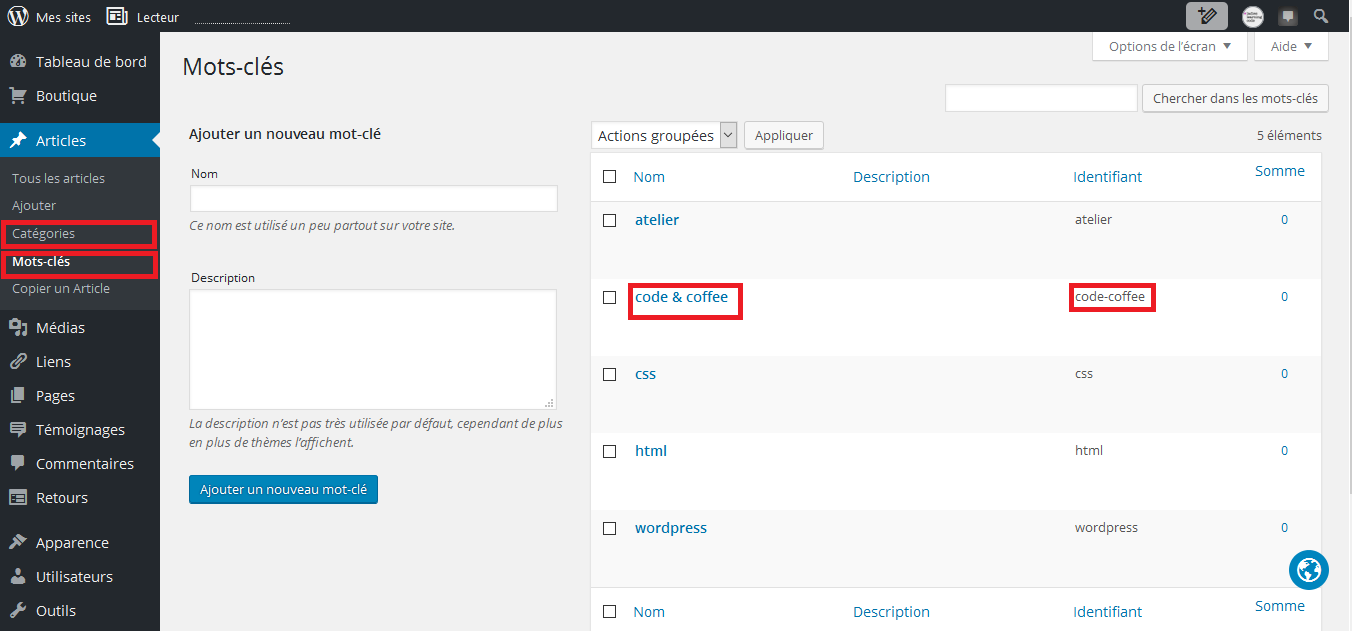 Mes sites
Lecteur
Tableau de bord
Boutique
Articles
Tous les articles
Ajouter
Catégories
Mots-clés
Copier un Article
Médias
Liens
Pages
Témoignages
Commentaires
Retours
Apparence
Utilisateurs
Outils
Options de l'écran
Aide
Mots-clés
Chercher dans les mots-clés
Ajouter un nouveau mot-clé
Nom
Ce nom est utilisé un peu partout sur votre site.
Description
La description n'est pas très utilisée par défaut, cependant de plus
en plus de thèmes l'affichent.
Ajouter un nouveau mot-clé
Actions groupées
Appliquer
5 éléments
Nom Description Identifiant Somme
atelier atelier 0
code & coffee code-coffee 0
css css 0
html html 0
wordpress wordpress 0
Nom Description Identifiant Somme